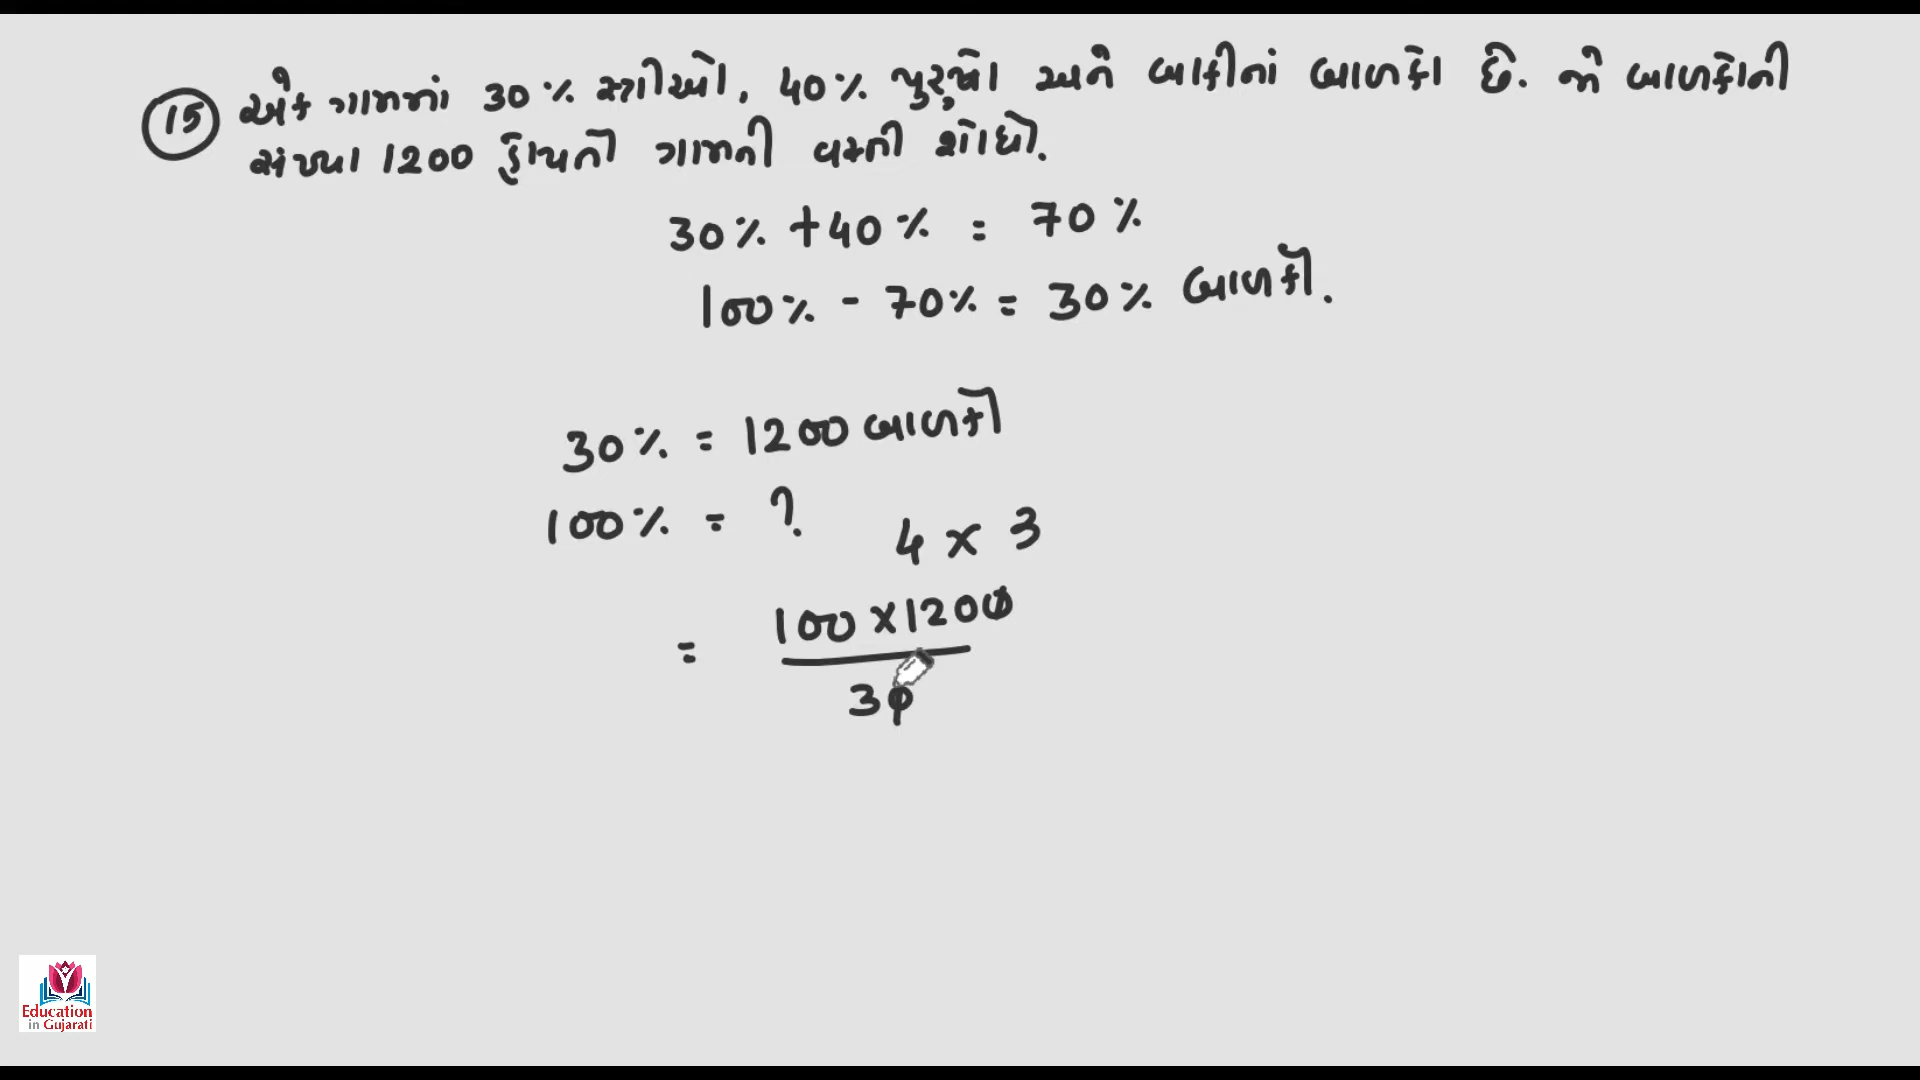 15 એક ગામમાં 30% સ્ત્રીઓ, 40% પુરુષો અને બાકીનાં બાળકો છે. જો બાળકોની
સંખ્યા 1200 હોયતો ગામની વસ્તી શોધો.
30% + 40% = 70%
100% - 70% = 30% બાળકો.
30% = 1200 બાળકો
100% = ?
4 x 3
= 100 x 1200
30
Education
in Gujarati